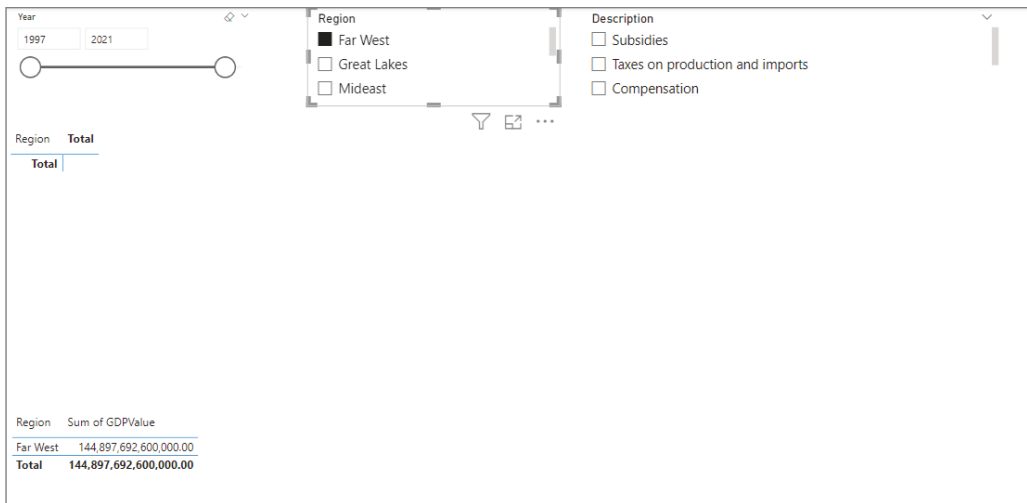 Year
1997 2021
Region
Far West
Great Lakes
Mideast
Description
Subsidies
Taxes on production and imports
Compensation
Region Total
Total
Region Sum of GDPValue
Far West 144,897,692,600,000.00
Total 144,897,692,600,000.00